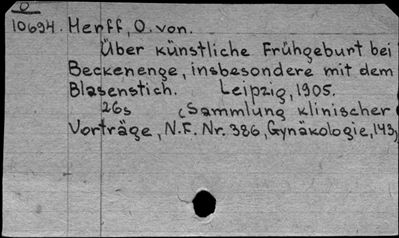 O
10694. Herff, O. von.
Über künstliche Frühgeburt bei
Beckenenge, insbesondere mit dem
Blasenstich. Leipzig, 1905.
26s (Sammlung klinischer
Vorträge, N.F. Nr. 386, Gynäkologie, 143,